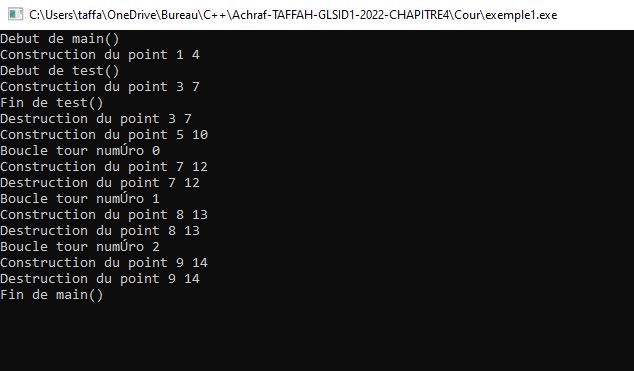 C:\Users\taffa\OneDrive\Bureau\C++\Achraf-TAFFAH-GLSID1-2022-CHAPITRE4\Cour\exemple1.exe
Debut de main()
Construction du point 1 4
Debut de test()
Construction du point 3 7
Fin de test()
Destruction du point 3 7
Construction du point 5 10
Boucle tour numÚro 0
Construction du point 7 12
Destruction du point 7 12
Boucle tour numÚro 1
Construction du point 8 13
Destruction du point 8 13
Boucle tour numÚro 2
Construction du point 9 14
Destruction du point 9 14
Fin de main()